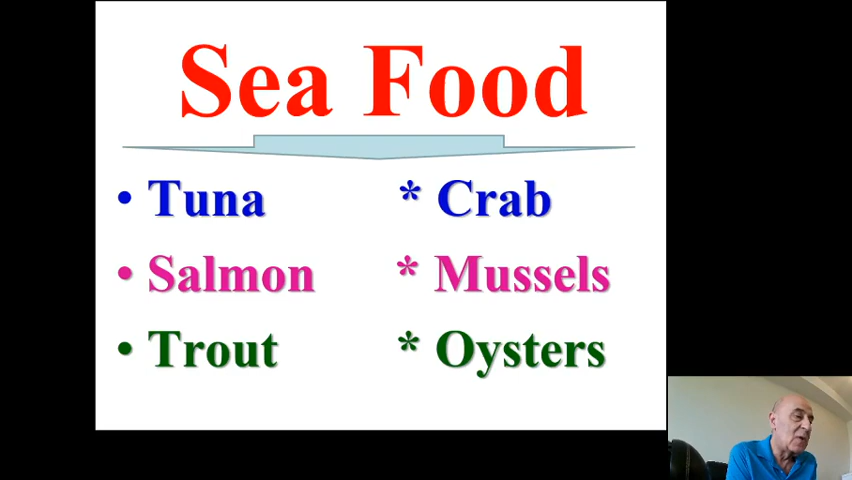 Sea Food
• Tuna * Crab
• Salmon * Mussels
• Trout * Oysters